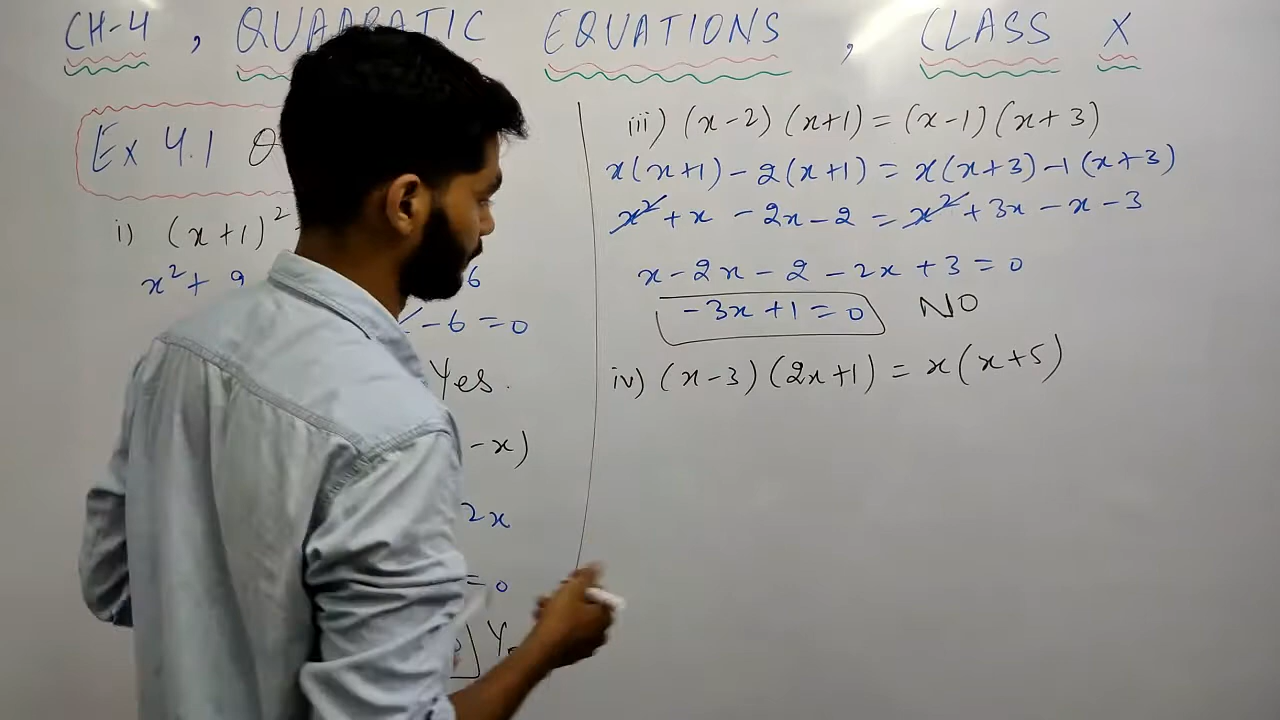 CH-4 , QUADRATIC EQUATIONS , CLASS X
Ex 4.1
i) (x+1)²
x² + 6
- 6 = 0
Yes.
- x)
2x
= 0
iii) (x-2) (x+1) = (x-1) (x+3)
x(x+1) - 2(x+1) = x(x+3) -1 (x+3)
x² + x - 2x - 2 = x² + 3x - x - 3
x - 2x - 2 - 2x + 3 = 0
- 3x + 1 = 0 NO
iv) (x-3) (2x+1) = x(x+5)